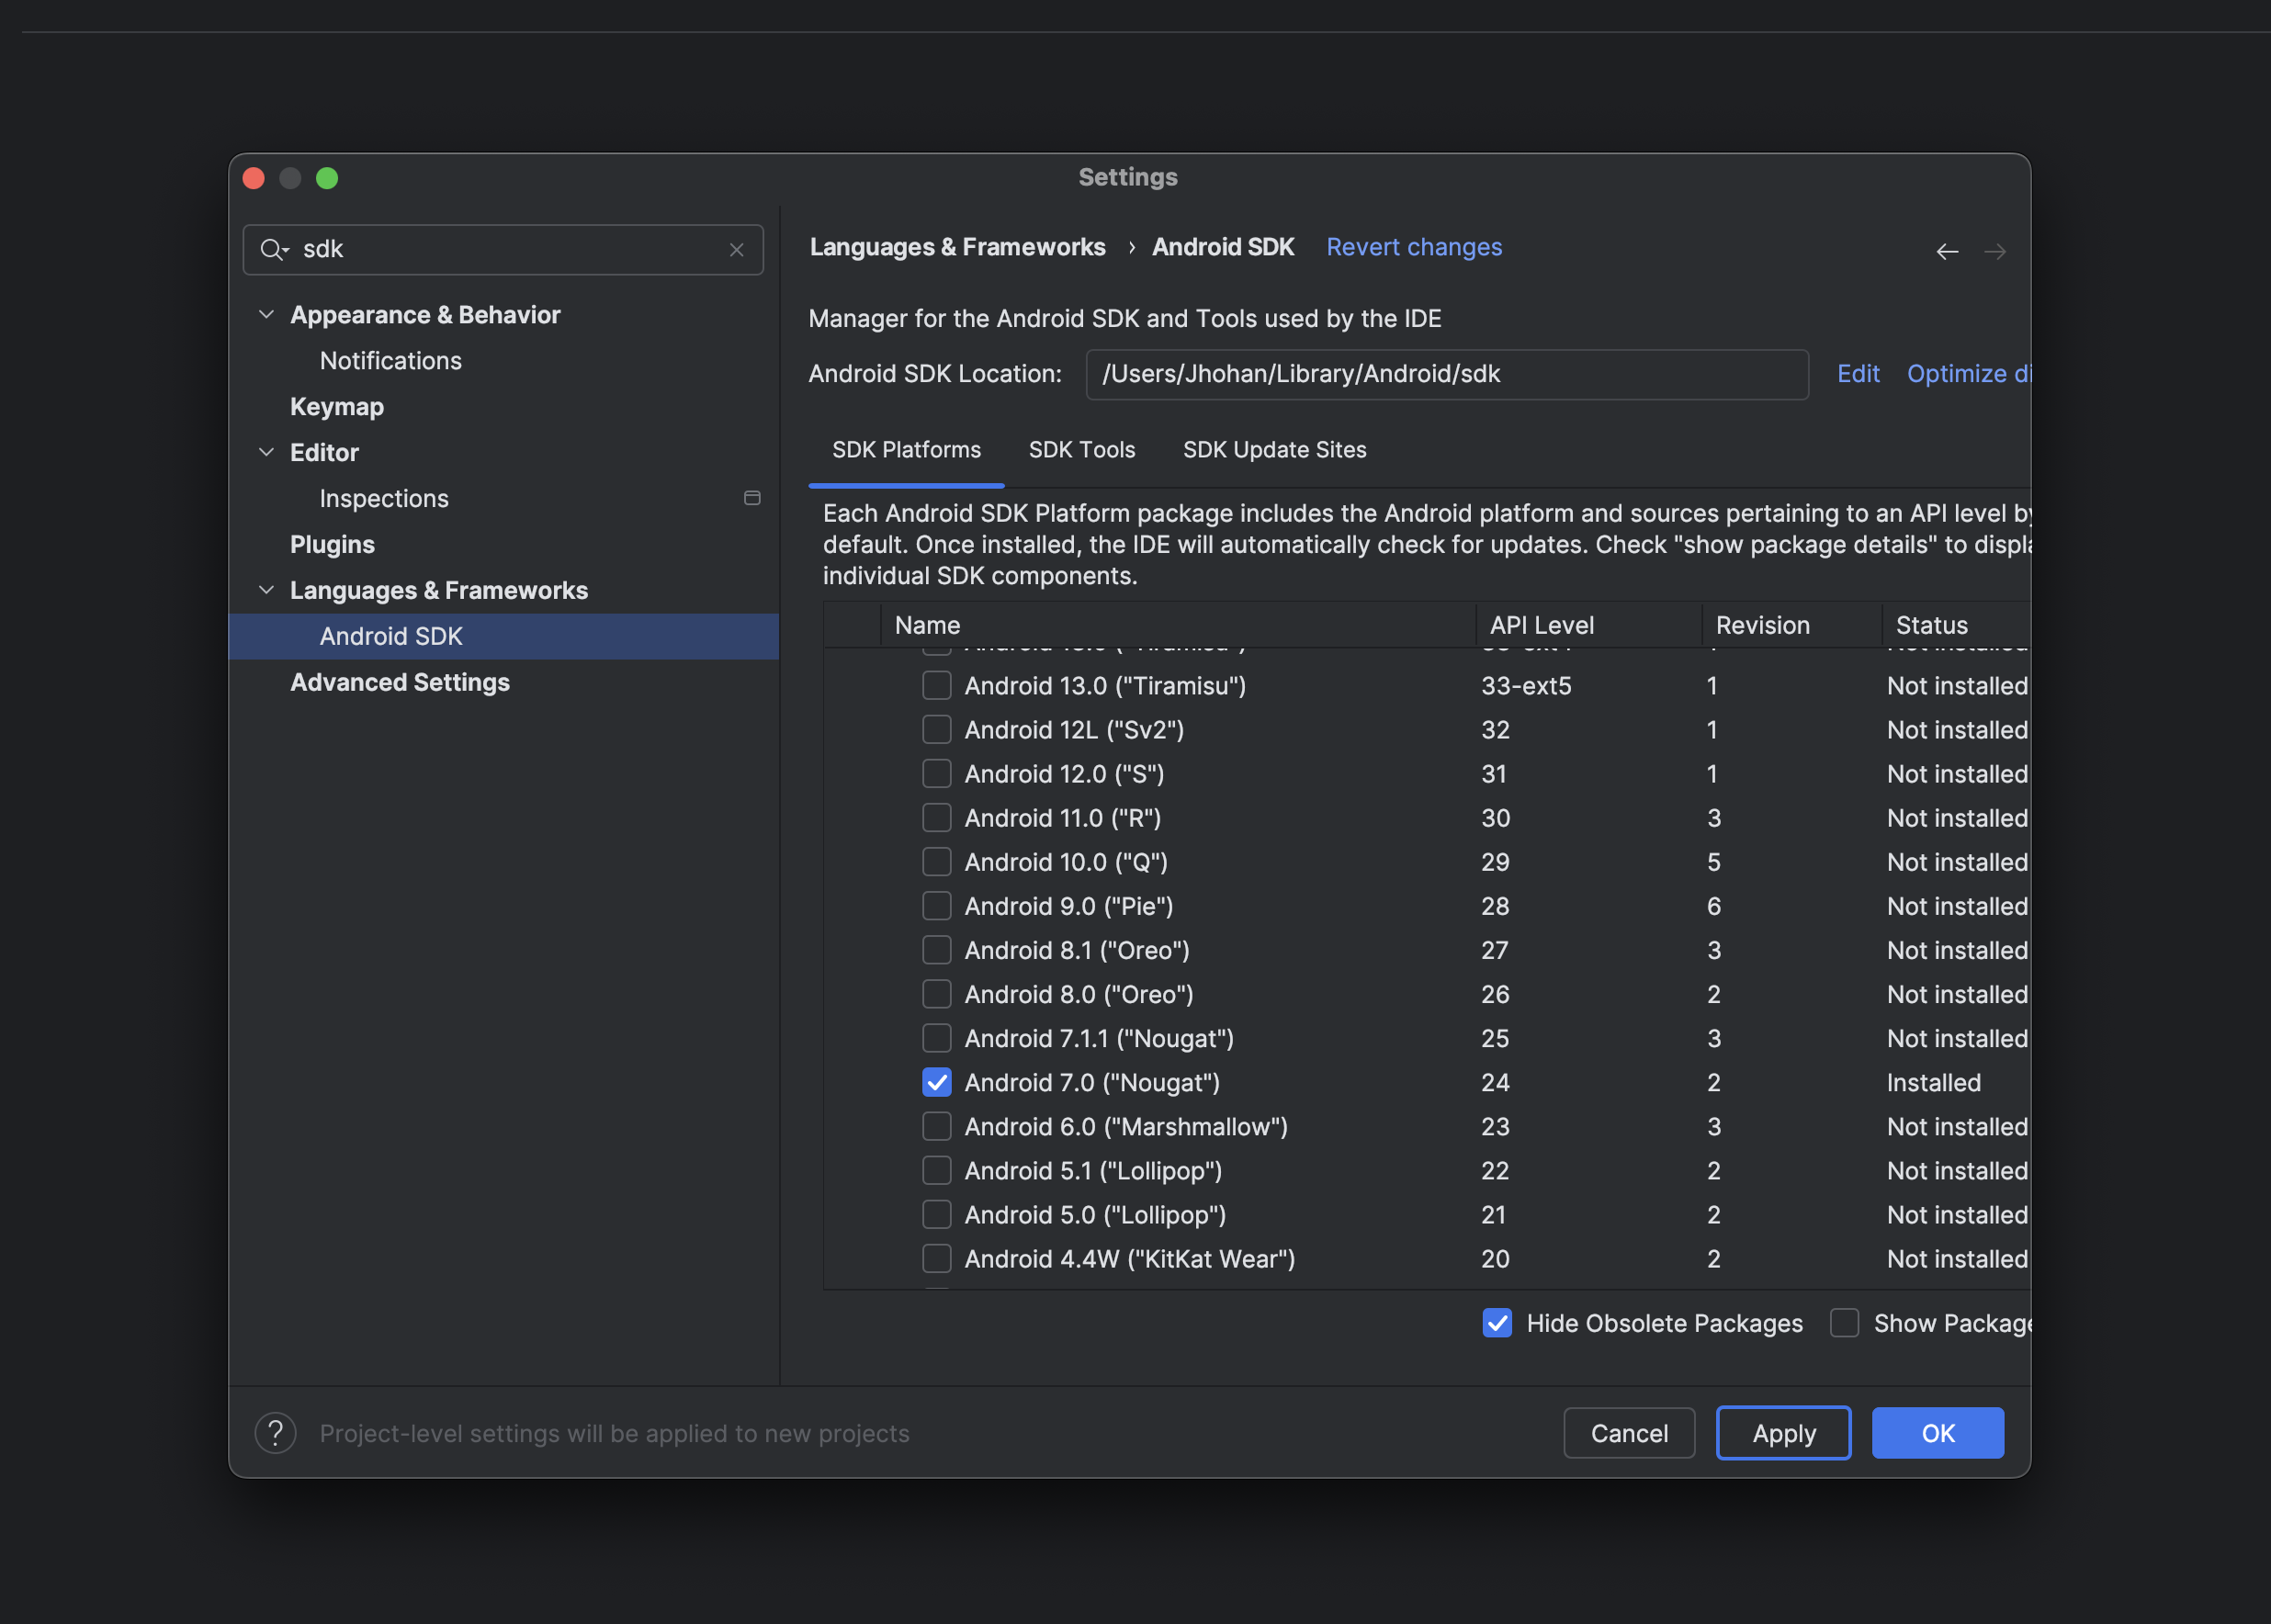 Settings
sdk
Appearance & Behavior
Notifications
Keymap
Editor
Inspections
Plugins
Languages & Frameworks
Android SDK
Advanced Settings
Languages & Frameworks › Android SDK Revert changes
Manager for the Android SDK and Tools used by the IDE
Android SDK Location: /Users/Jhohan/Library/Android/sdk Edit Optimize di
SDK Platforms SDK Tools SDK Update Sites
Each Android SDK Platform package includes the Android platform and sources pertaining to an API level by
default. Once installed, the IDE will automatically check for updates. Check "show package details" to displa
individual SDK components.
Name API Level Revision Status
Android 13.0 ("Tiramisu") 33-ext5 1 Not installed
Android 12L ("Sv2") 32 1 Not installed
Android 12.0 ("S") 31 1 Not installed
Android 11.0 ("R") 30 3 Not installed
Android 10.0 ("Q") 29 5 Not installed
Android 9.0 ("Pie") 28 6 Not installed
Android 8.1 ("Oreo") 27 3 Not installed
Android 8.0 ("Oreo") 26 2 Not installed
Android 7.1.1 ("Nougat") 25 3 Not installed
Android 7.0 ("Nougat") 24 2 Installed
Android 6.0 ("Marshmallow") 23 3 Not installed
Android 5.1 ("Lollipop") 22 2 Not installed
Android 5.0 ("Lollipop") 21 2 Not installed
Android 4.4W ("KitKat Wear") 20 2 Not installed
Hide Obsolete Packages Show Package
? Project-level settings will be applied to new projects Cancel Apply OK